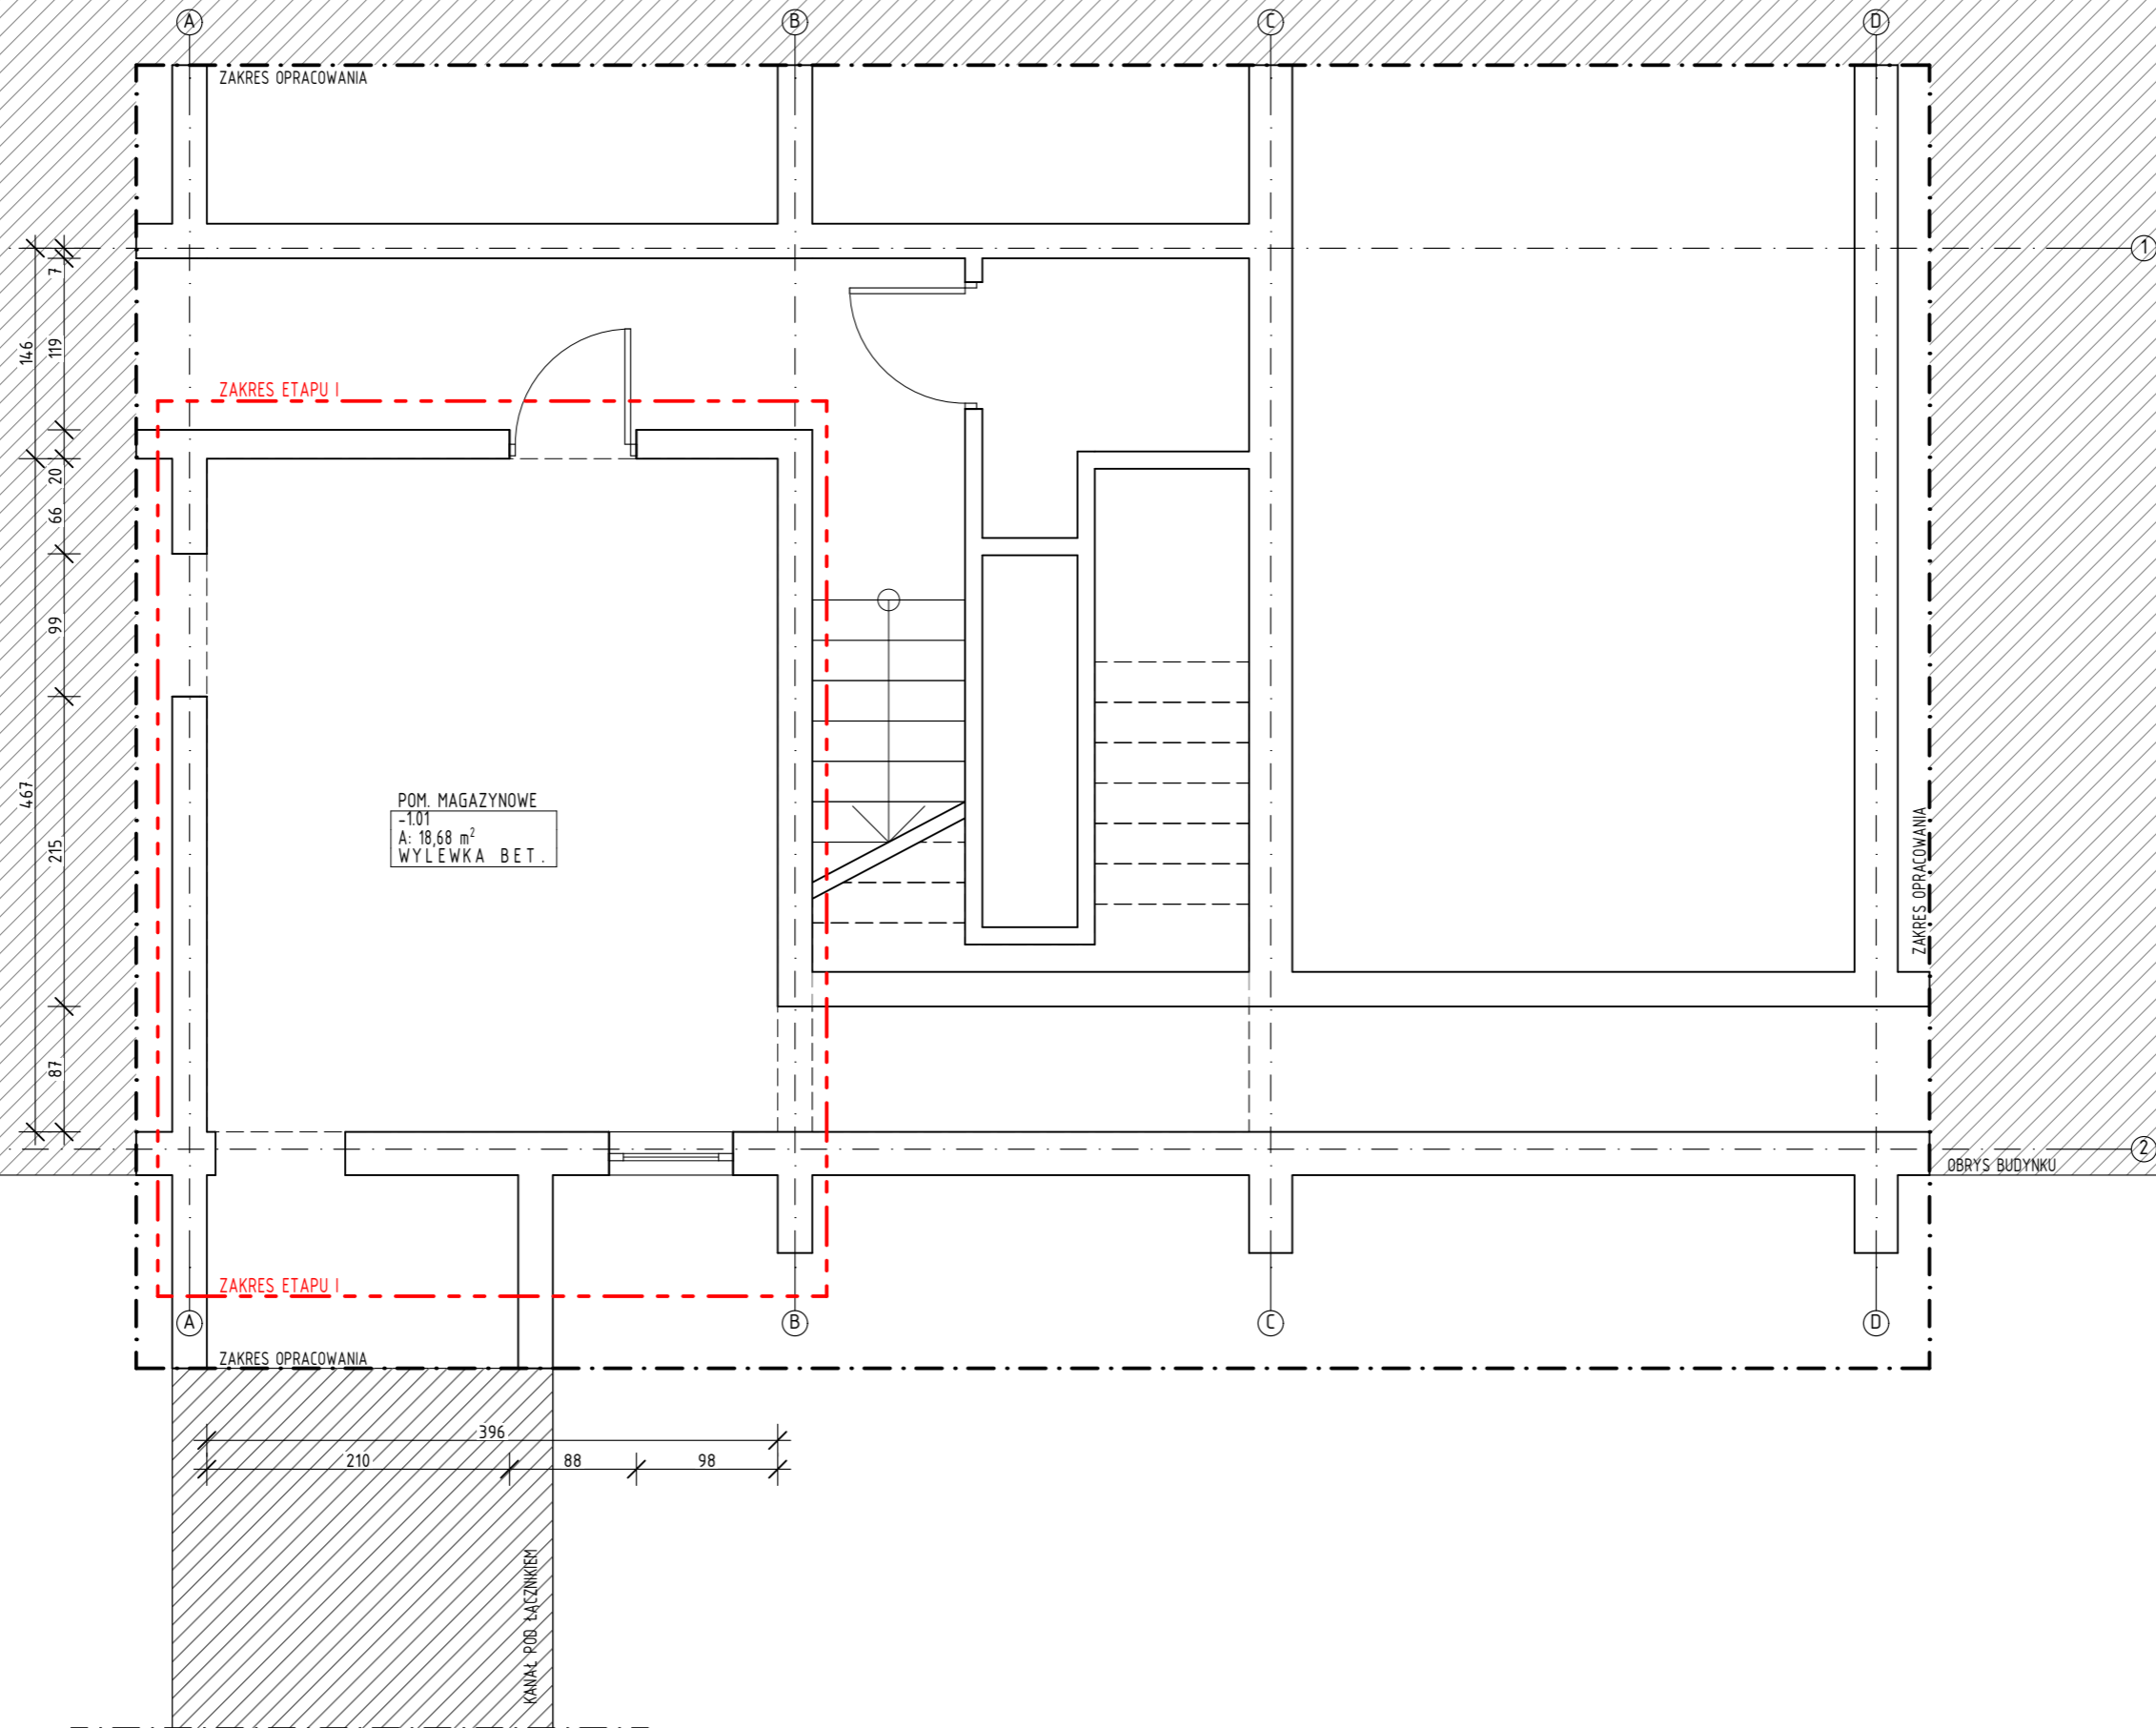 A
B
C
D
ZAKRES OPRACOWANIA
1
7
119
146
ZAKRES ETAPU I
20
66
99
467
215
87
POM. MAGAZYNOWE
-1.01
A: 18,68 m²
WYLEWKA BET.
ZAKRES OPRACOWANIA
2
OBRYS BUDYNKU
ZAKRES ETAPU I
A
B
C
D
ZAKRES OPRACOWANIA
396
210
88
98
KANAŁ POD ŁĄCZNIKIEM